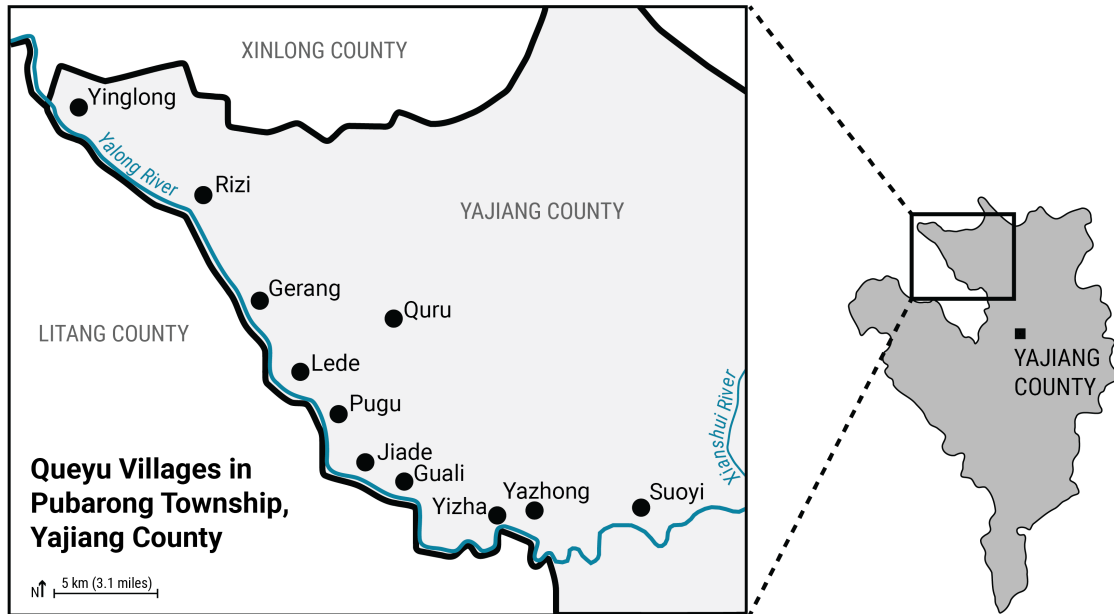 XINLONG COUNTY
Yinglong
Yalong River
Rizi
YAJIANG COUNTY
Gerang
Quru
LITANG COUNTY
Lede
Pugu
Jiade
Guali
Yizha
Yazhong
Suoyi
Xianshui River
Queyu Villages in
Pubarong Township,
Yajiang County
N
5 km (3.1 miles)
YAJIANG
COUNTY